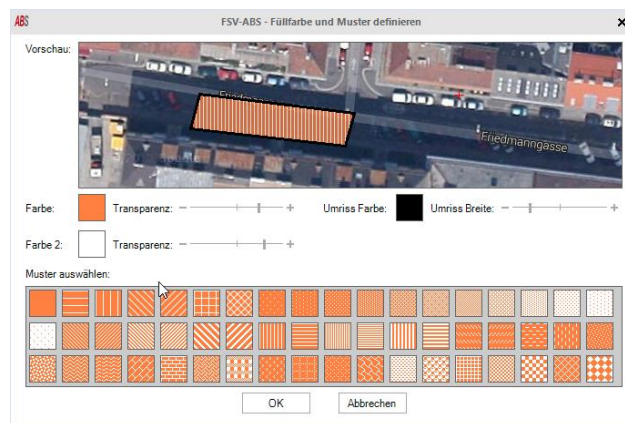 ABS
FSV-ABS - Füllfarbe und Muster definieren
Vorschau:
Friedmanngasse
Farbe:
Transparenz:
Umriss Farbe:
Umriss Breite:
Farbe 2:
Transparenz:
Muster auswählen:
OK
Abbrechen